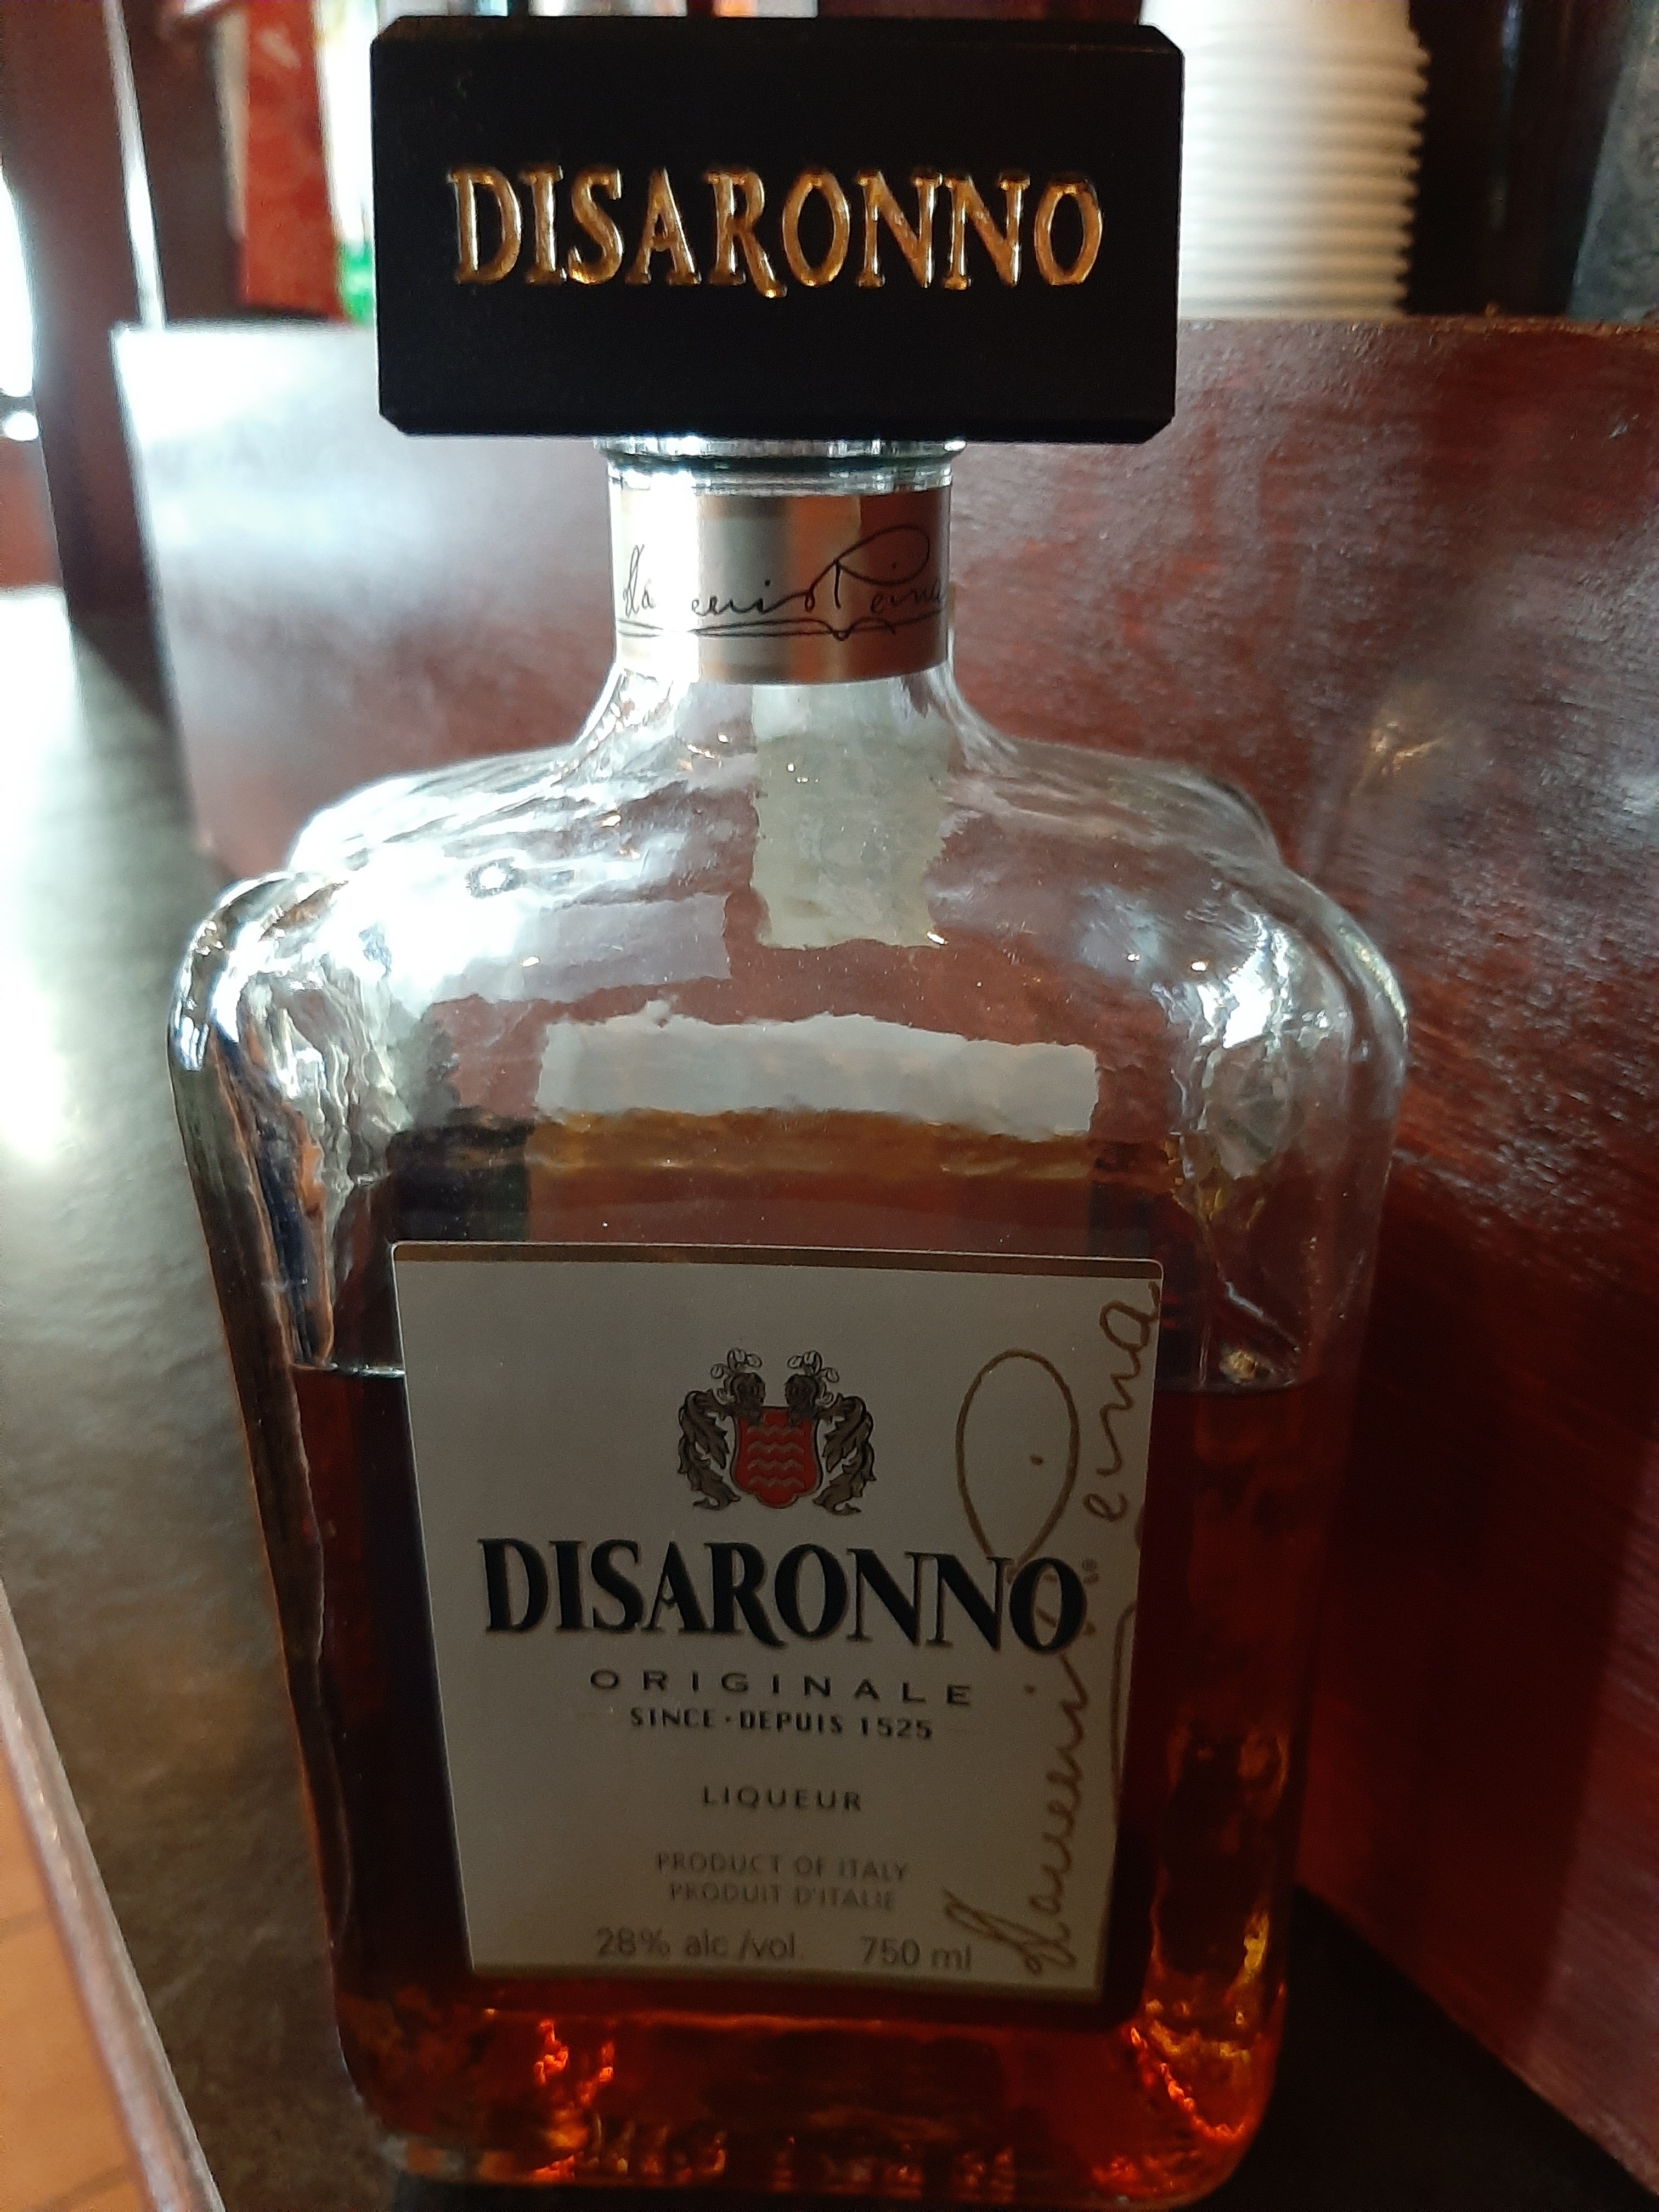 DISARONNO
DISARONNO
ORIGINALE
SINCE · DEPUIS 1525
LIQUEUR
PRODUCT OF ITALY
PRODUIT D'ITALIE
28% alc./vol. 750 ml